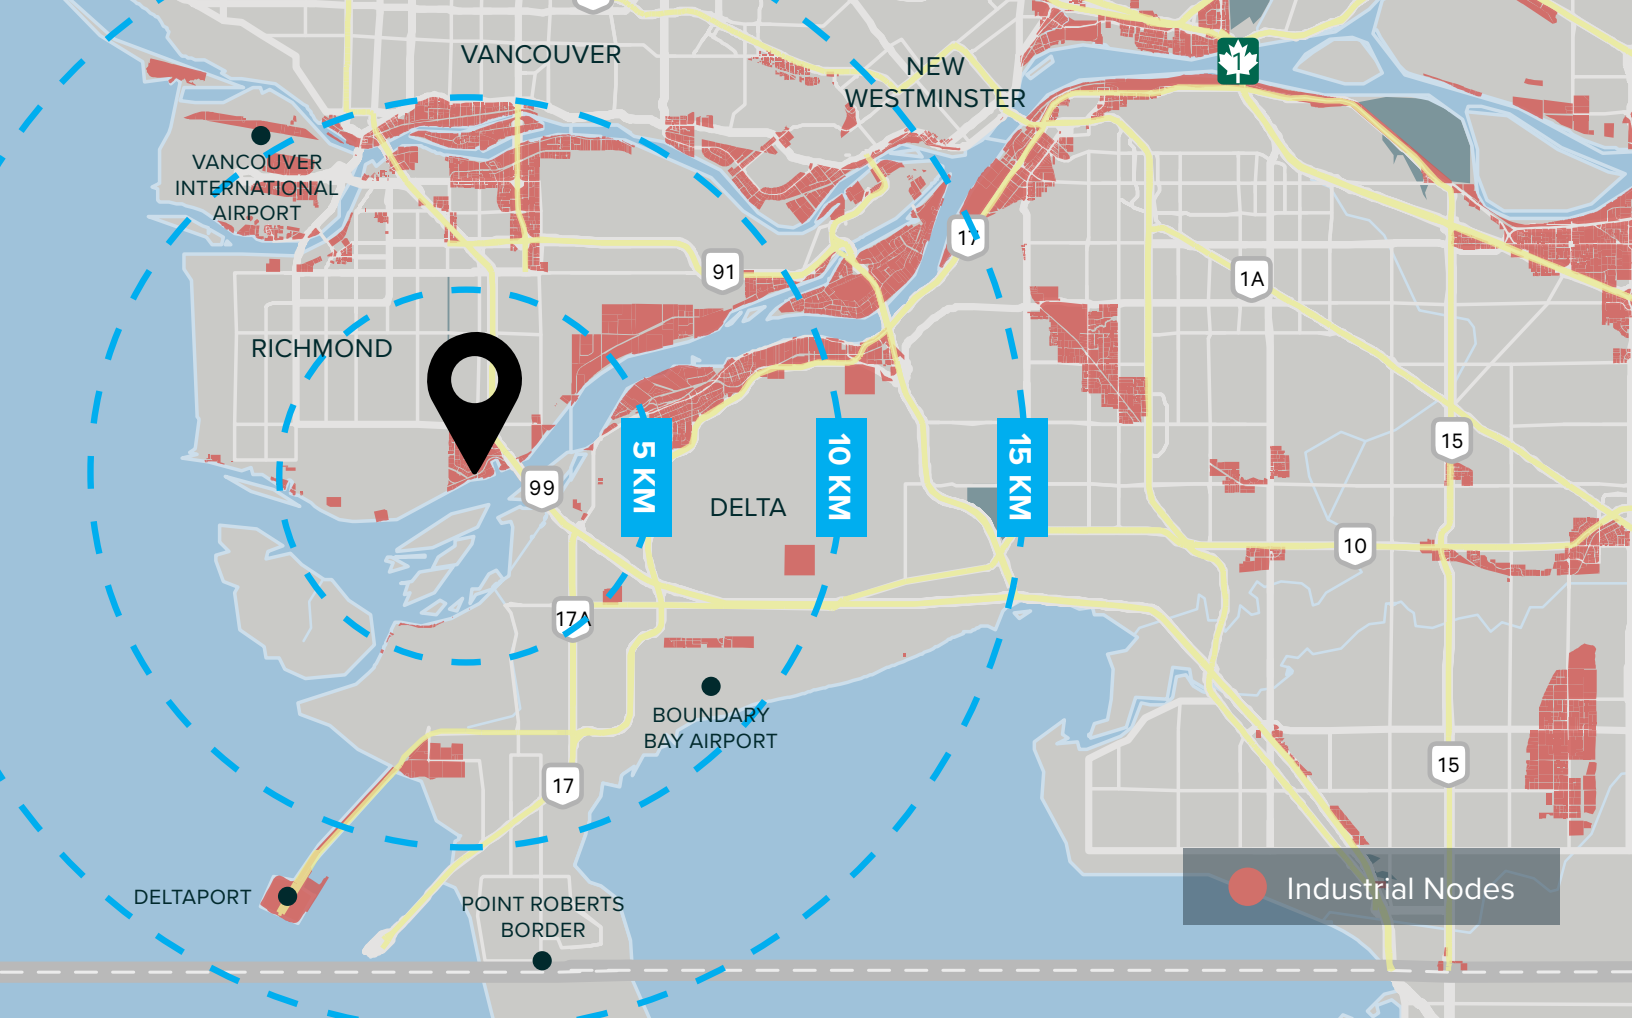 VANCOUVER
NEW
WESTMINSTER
1
VANCOUVER
INTERNATIONAL
AIRPORT
17
91
1A
RICHMOND
5 KM
10 KM
15 KM
15
99
DELTA
10
17A
BOUNDARY
BAY AIRPORT
15
17
DELTAPORT
POINT ROBERTS
BORDER
Industrial Nodes